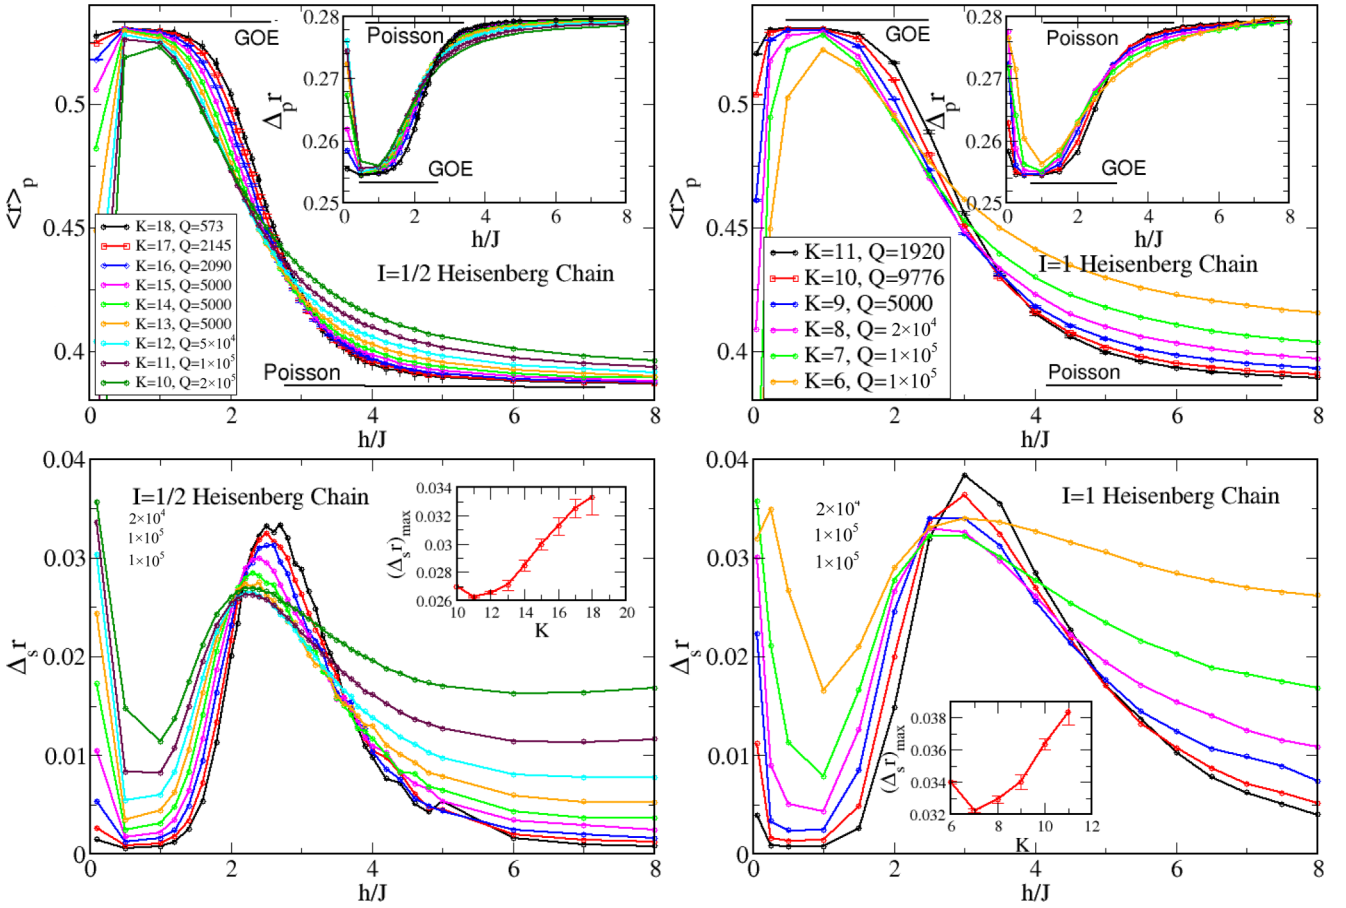 GOE
Poisson
GOE
0.28
0.27
0.26
0.25
Δₚr
0 2 4 6 8
h/J
<r>ₚ
0.5
0.45
0.4
K=18, Q=573
K=17, Q=2145
K=16, Q=2090
K=15, Q=5000
K=14, Q=5000
K=13, Q=5000
K=12, Q=5×10⁴
K=11, Q=1×10⁵
K=10, Q=2×10⁵
I=1/2 Heisenberg Chain
Poisson
0 2 4 6 8
h/J
GOE
Poisson
GOE
0.28
0.27
0.26
0.25
Δₚr
0 2 4 6 8
h/J
<r>ₚ
0.5
0.45
0.4
K=11, Q=1920
K=10, Q=9776
K=9, Q=5000
K=8, Q=2×10⁴
K=7, Q=1×10⁵
K=6, Q=1×10⁵
I=1 Heisenberg Chain
Poisson
0 2 4 6 8
h/J
0.04
0.03
0.02
0.01
0
Δₛr
I=1/2 Heisenberg Chain
2×10⁴
1×10⁵
1×10⁵
0.034
0.032
0.030
0.028
0.026
(Δₛr)max
10 12 14 16 18 20
K
0 2 4 6 8
h/J
0.04
0.03
0.02
0.01
0
Δₛr
I=1 Heisenberg Chain
2×10⁴
1×10⁵
1×10⁵
0.038
0.036
0.034
0.032
(Δₛr)max
6 8 10 12
K
0 2 4 6 8
h/J